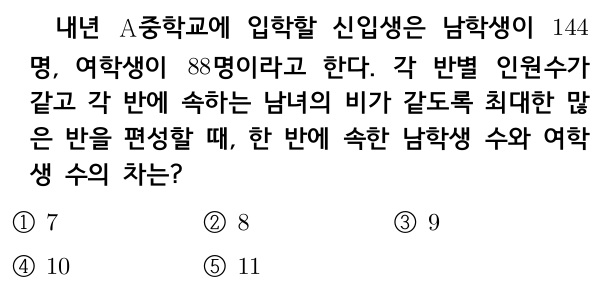 내년 A중학교에 입학할 신입생은 남학생이 144
명, 여학생이 88명이라고 한다. 각 반별 인원수가
같고 각 반에 속하는 남녀의 비가 같도록 최대한 많
은 반을 편성할 때, 한 반에 속한 남학생 수와 여학
생 수의 차는?
① 7 ② 8 ③ 9
④ 10 ⑤ 11